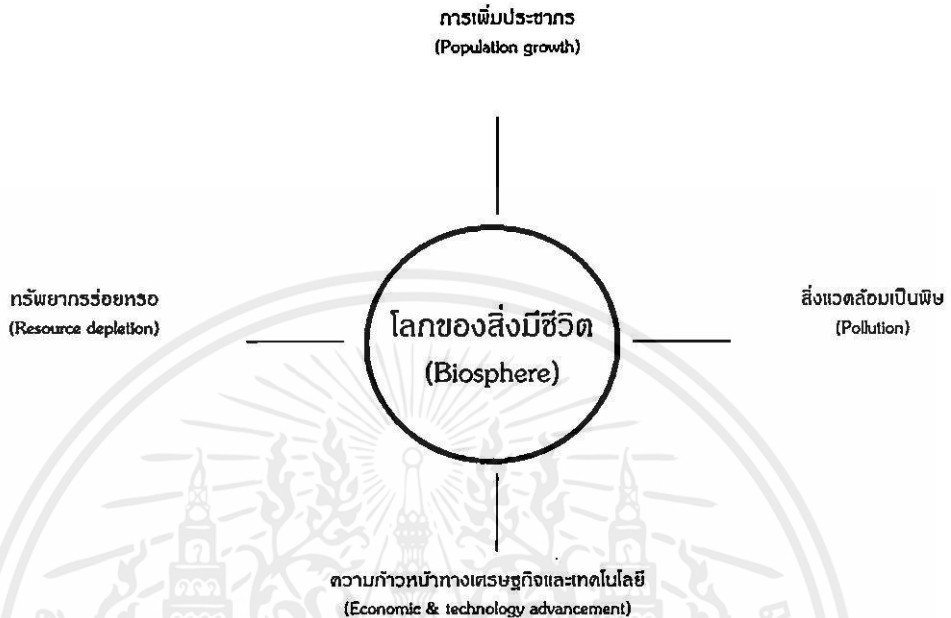 การเพิ่มประชากร
(Population growth)
ทรัพยากรร่อยหรอ
(Resource depletion)
โลกของสิ่งมีชีวิต
(Biosphere)
สิ่งแวดล้อมเป็นพิษ
(Pollution)
ความก้าวหน้าทางเศรษฐกิจและเทคโนโลยี
(Economic & technology advancement)